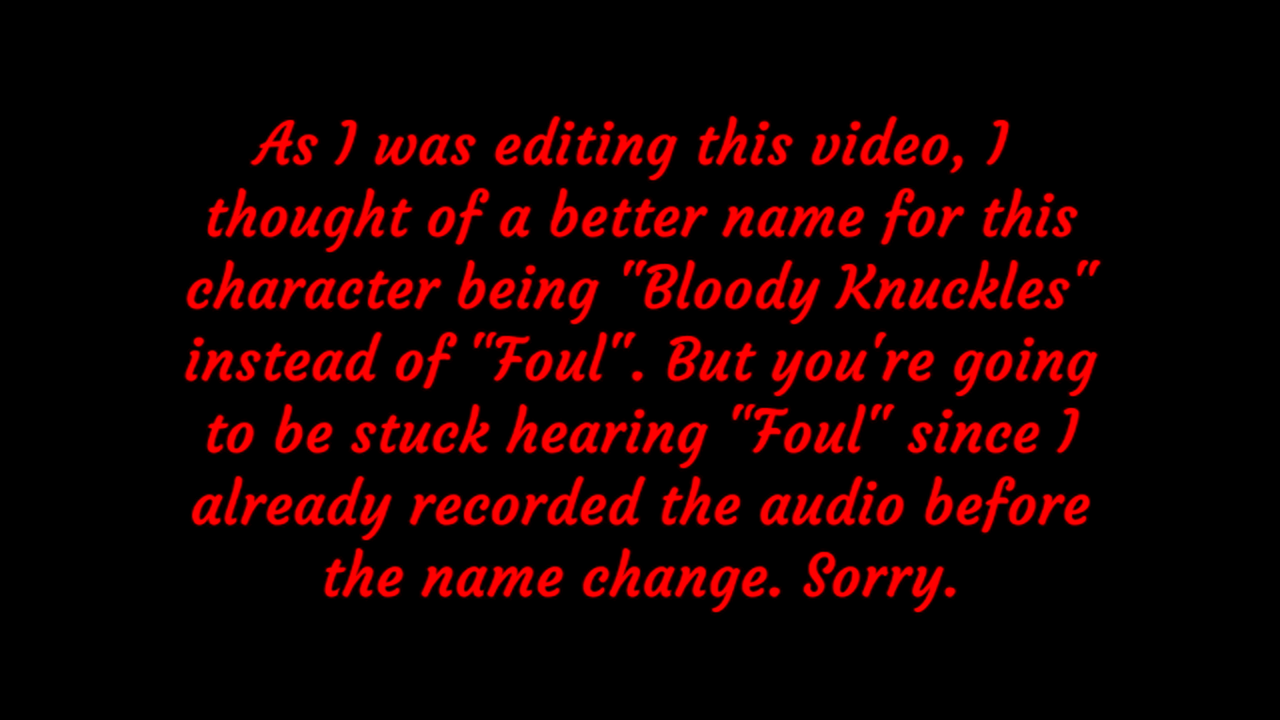 As I was editing this video, I
thought of a better name for this
character being "Bloody Knuckles"
instead of "Foul". But you're going
to be stuck hearing "Foul" since I
already recorded the audio before
the name change. Sorry.